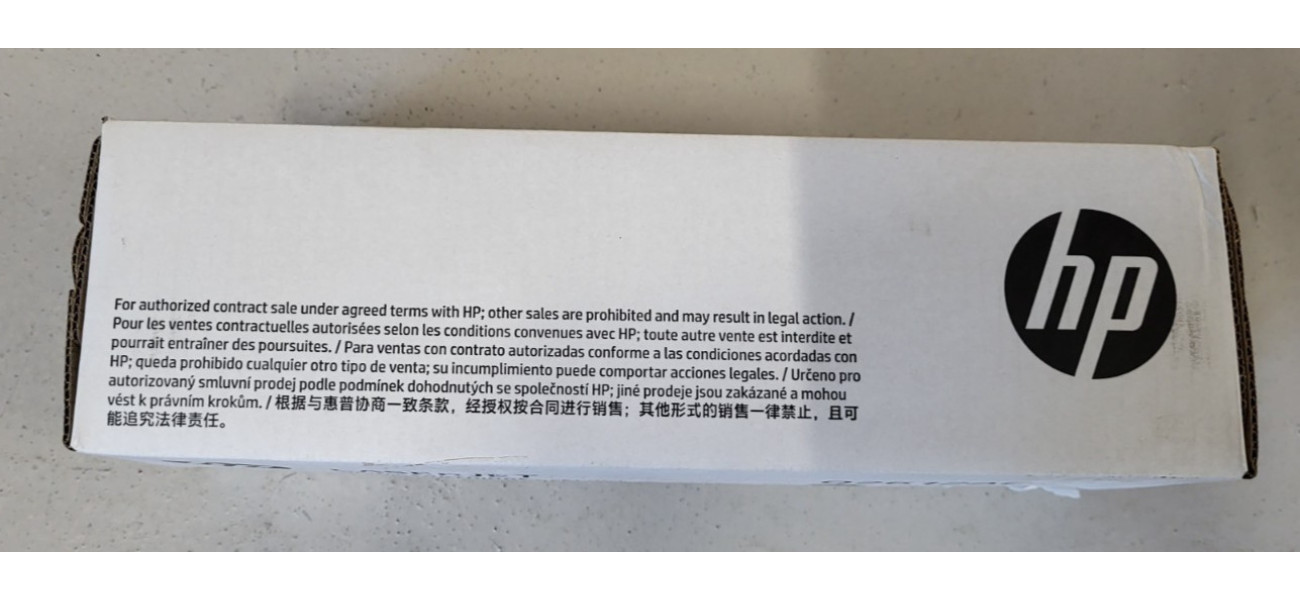 For authorized contract sale under agreed terms with HP; other sales are prohibited and may result in legal action. /
Pour les ventes contractuelles autorisées selon les conditions convenues avec HP; toute autre vente est interdite et
pourrait entraîner des poursuites. / Para ventas con contrato autorizadas conforme a las condiciones acordadas con
HP; queda prohibido cualquier otro tipo de venta; su incumplimiento puede comportar acciones legales. / Určeno pro
autorizovaný smluvní prodej podle podmínek dohodnutých se společností HP; jiné prodeje jsou zakázané a mohou
vést k právním krokům. / 根据与惠普协商一致条款，经授权按合同进行销售；其他形式的销售一律禁止，且可
能追究法律责任。
hp